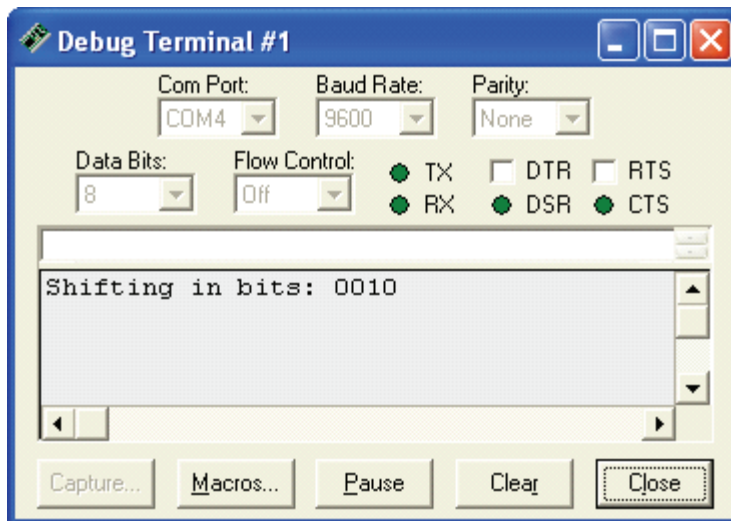 Debug Terminal #1
Com Port: Baud Rate: Parity:
COM4 9600 None
Data Bits: Flow Control: TX DTR RTS
8 Off RX DSR CTS
Shifting in bits: 0010
Capture... Macros... Pause Clear Close